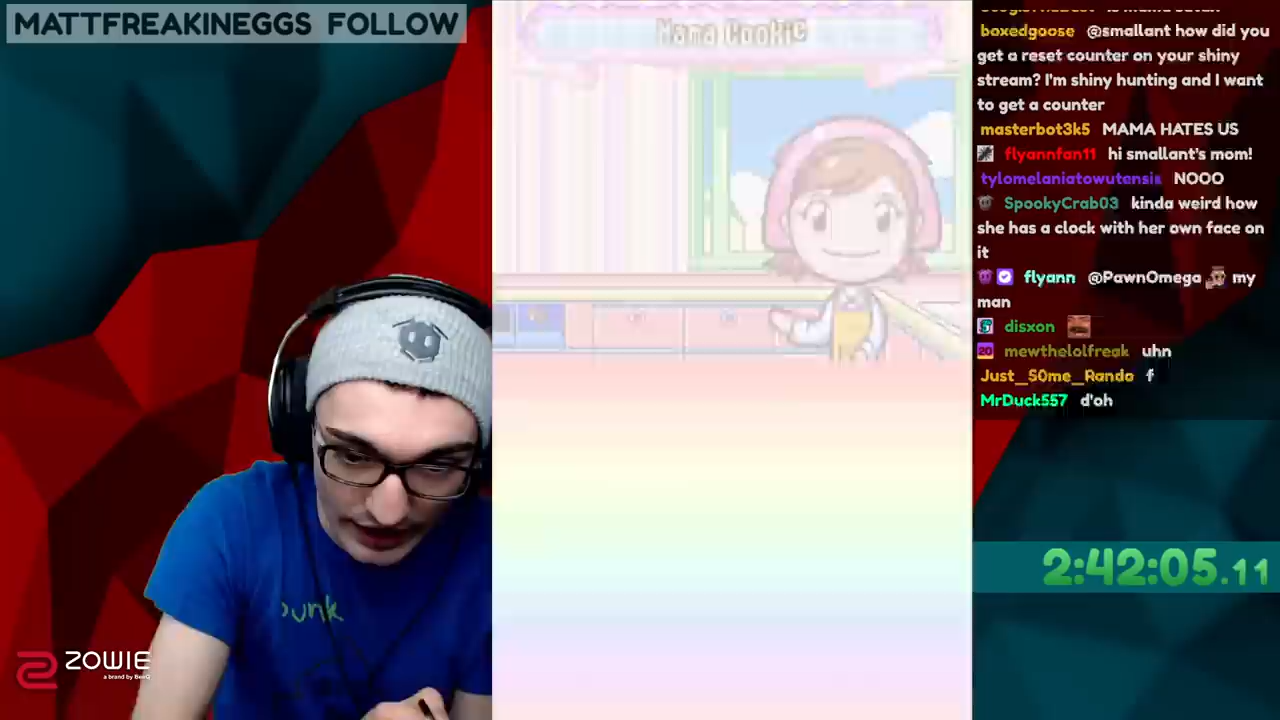 MATTFREAKINEGGS FOLLOW
Mama Cookie
boxedgoose @smallant how did you
get a reset counter on your shiny
stream? I'm shiny hunting and I want
to get a counter
masterbot3k5 MAMA HATES US
flyannfan11 hi smallant's mom!
tylomelaniatowutensis NOOO
SpookyCrab03 kinda weird how
she has a clock with her own face on
it
flyann @PawnOmega my
man
disxon
20 mewthelolfreak uhn
Just_S0me_Rando f
MrDuck557 d'oh
2:42:05.11
punk
ZOWIE
a brand by BenQ